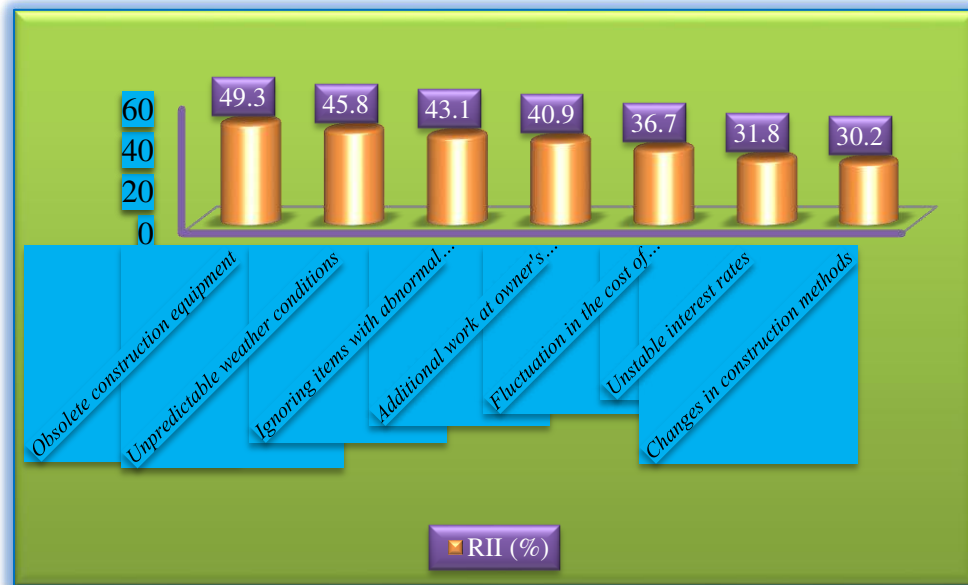 49.3
45.8
43.1
40.9
36.7
31.8
30.2
60
40
20
0
Obsolete construction equipment
Unpredictable weather conditions
Ignoring items with abnormal...
Additional work at owner's...
Fluctuation in the cost of...
Unstable interest rates
Changes in construction methods
RII (%)